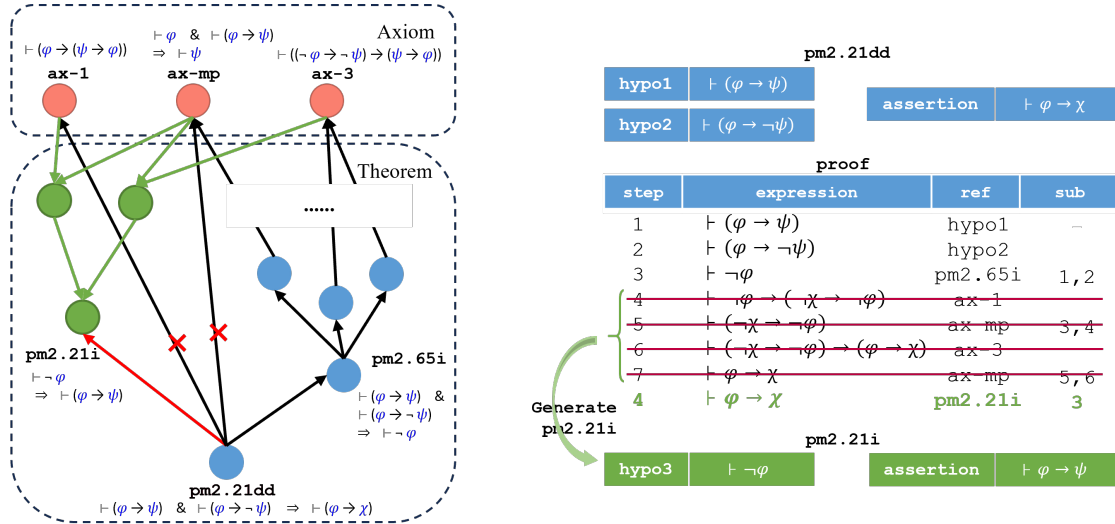 Axiom
⊢ (φ → (ψ → φ))
⊢ φ & ⊢ (φ → ψ)
⇒ ⊢ ψ
⊢ ((¬ φ → ¬ ψ) → (ψ → φ))
ax-1
ax-mp
ax-3
Theorem
......
pm2.21i
⊢ ¬ φ
⇒ ⊢ (φ → ψ)
pm2.65i
⊢ (φ → ψ) &
⊢ (φ → ¬ ψ)
⇒ ⊢ ¬ φ
pm2.21dd
⊢ (φ → ψ) & ⊢ (φ → ¬ ψ) ⇒ ⊢ (φ → χ)
pm2.21dd
hypo1 ⊢ (φ → ψ)
hypo2 ⊢ (φ → ¬ψ)
assertion ⊢ φ → χ
proof
step expression ref sub
1 ⊢ (φ → ψ) hypo1 –
2 ⊢ (φ → ¬ψ) hypo2
3 ⊢ ¬φ pm2.65i 1,2
4 ⊢ ¬φ → (¬χ → ¬φ) ax-1
5 ⊢ (¬χ → ¬φ) ax-mp 3,4
6 ⊢ (¬χ → ¬φ) → (φ → χ) ax-3
7 ⊢ φ → χ ax-mp 5,6
4 ⊢ φ → χ pm2.21i 3
Generate
pm2.21i
pm2.21i
hypo3 ⊢ ¬φ
assertion ⊢ φ → ψ